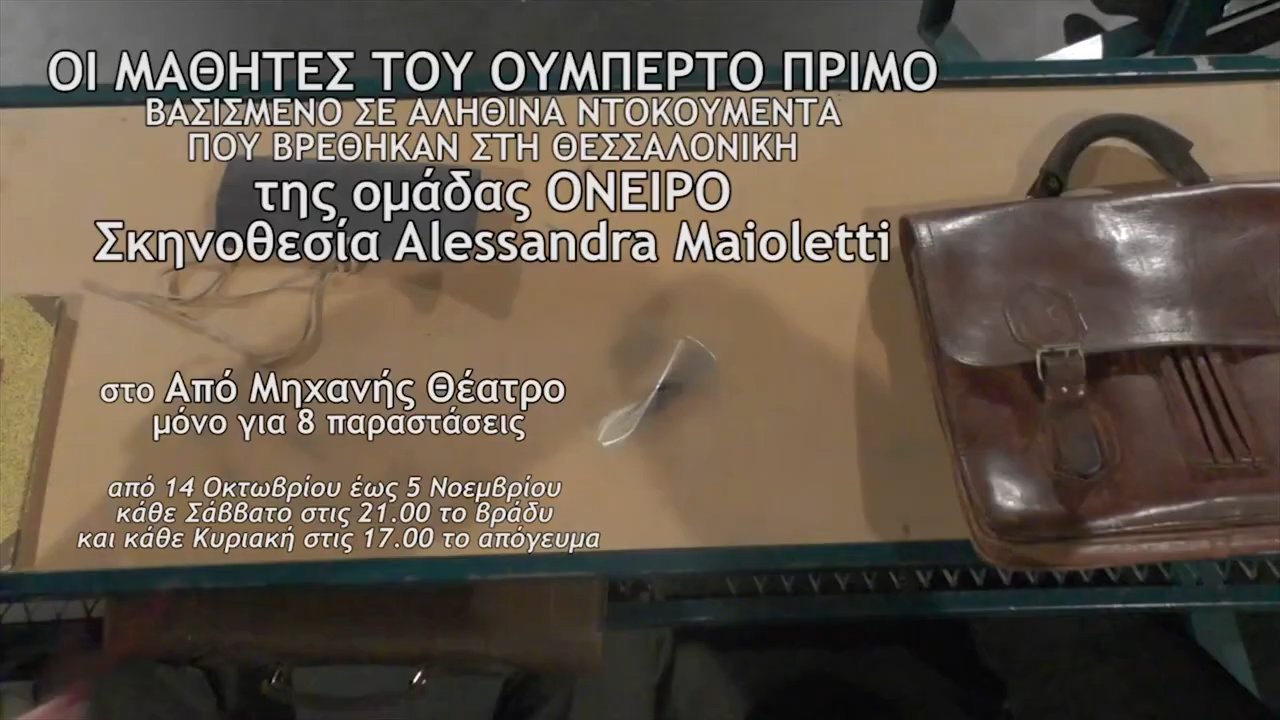 ΟΙ ΜΑΘΗΤΕΣ ΤΟΥ ΟΥΜΠΕΡΤΟ ΠΡΙΜΟ
ΒΑΣΙΣΜΕΝΟ ΣΕ ΑΛΗΘΙΝΑ ΝΤΟΚΟΥΜΕΝΤΑ
ΠΟΥ ΒΡΕΘΗΚΑΝ ΣΤΗ ΘΕΣΣΑΛΟΝΙΚΗ
της ομάδας ΟΝΕΙΡΟ
Σκηνοθεσία Alessandra Maioletti
στο Από Μηχανής Θέατρο
μόνο για 8 παραστάσεις
από 14 Οκτωβρίου έως 5 Νοεμβρίου
κάθε Σάββατο στις 21.00 το βράδυ
και κάθε Κυριακή στις 17.00 το απόγευμα